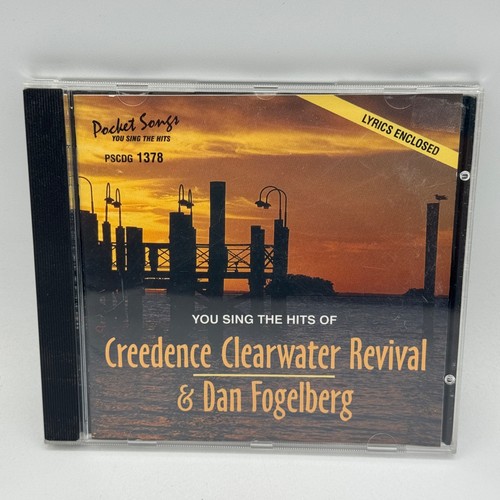 Pocket Songs
YOU SING THE HITS
PSCDG 1378
LYRICS ENCLOSED
YOU SING THE HITS OF
Creedence Clearwater Revival
& Dan Fogelberg